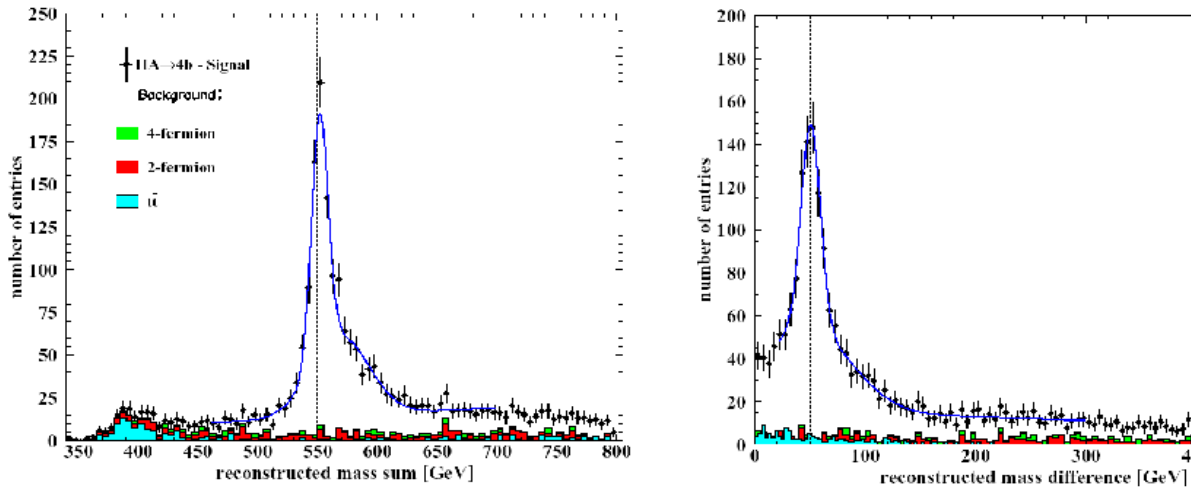 250
225
200
175
150
125
100
75
50
25
0
number of entries
HA→4b - Signal
Background:
4-fermion
2-fermion
350 400 450 500 550 600 650 700 750 800
reconstructed mass sum [GeV]
200
180
160
140
120
100
80
60
40
20
0
number of entries
0 100 200 300
reconstructed mass difference [GeV]